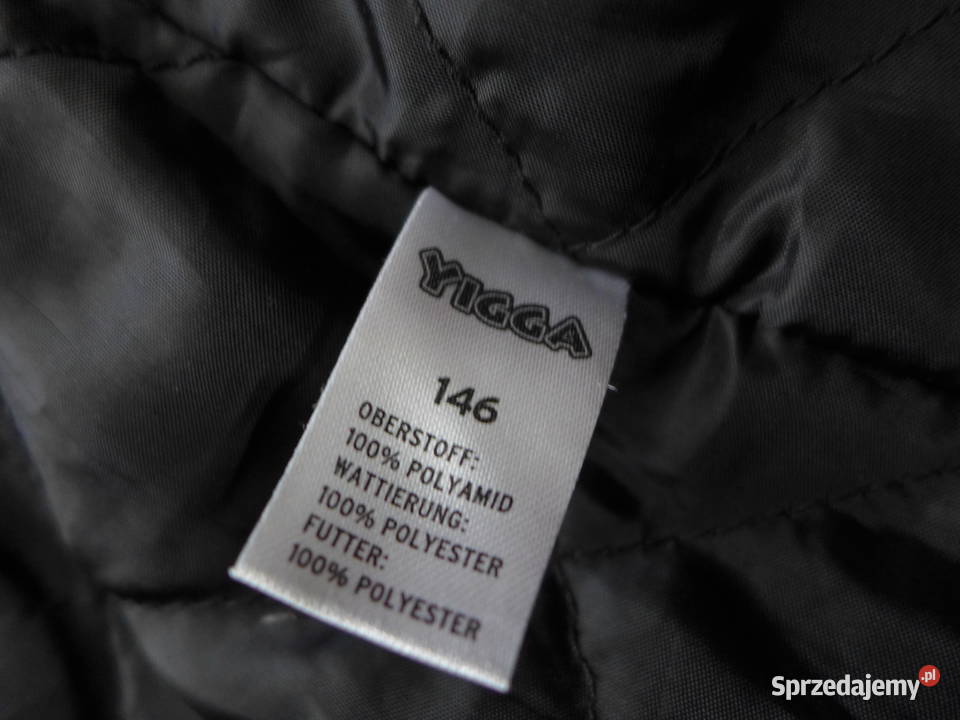 YIGGA
146
OBERSTOFF:
100% POLYAMID
WATTIERUNG:
100% POLYESTER
FUTTER:
100% POLYESTER
Sprzedajemy.pl